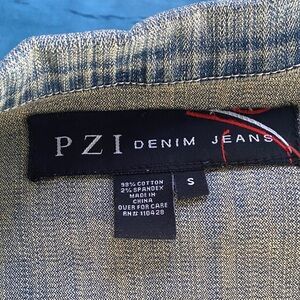 PZI DENIM JEANS
S
98% COTTON
2% SPANDEX
MADE IN
CHINA
OVER FOR CARE
RN# 110428